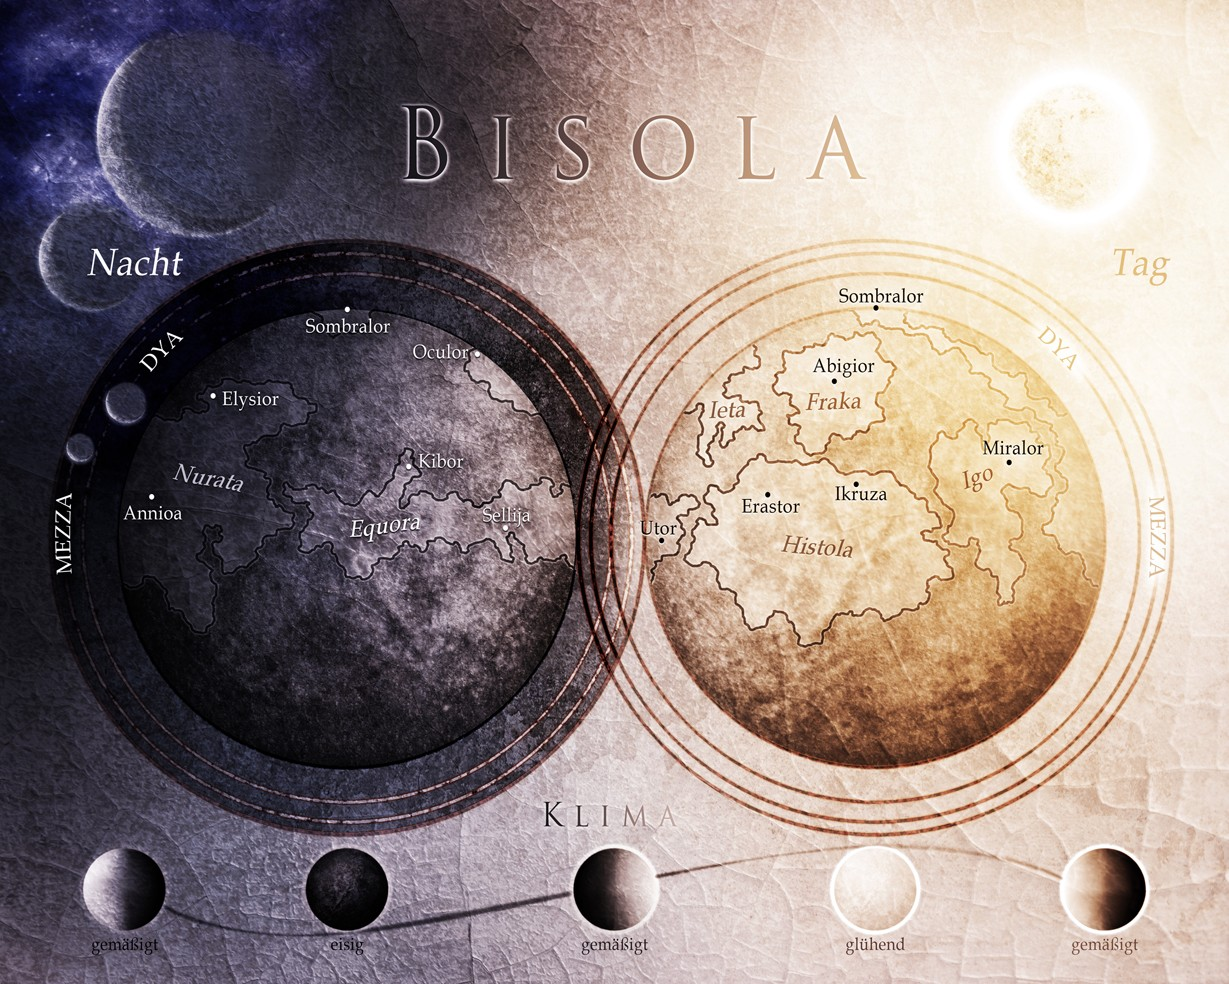 BISOLA
Nacht
Tag
DYA
MEZZA
Sombralor
Oculor
Elysior
Kibor
Nurata
Annioa
Equora
Sellija
Sombralor
DYA
MEZZA
Abigior
Fraka
Ieta
Miralor
Igo
Ikruza
Erastor
Utor
Histola
KLIMA
gemäßigt
eisig
gemäßigt
glühend
gemäßigt